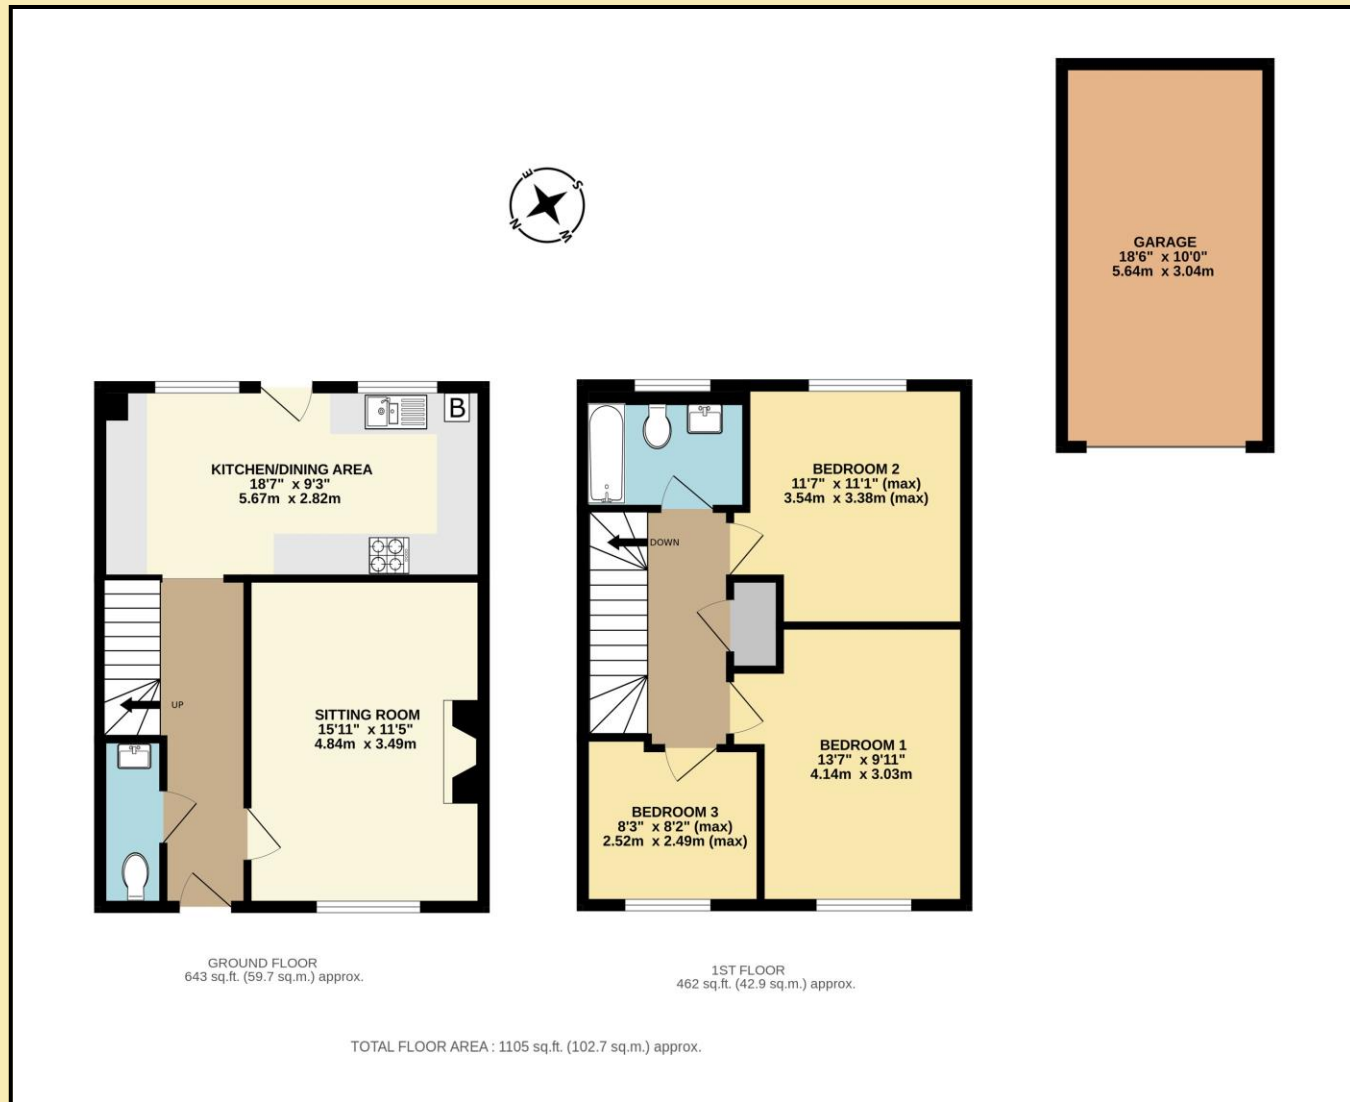 GARAGE
18'6" x 10'0"
5.64m x 3.04m
E
S
N
W
B
KITCHEN/DINING AREA
18'7" x 9'3"
5.67m x 2.82m
UP
SITTING ROOM
15'11" x 11'5"
4.84m x 3.49m
BEDROOM 2
11'7" x 11'1" (max)
3.54m x 3.38m (max)
DOWN
BEDROOM 1
13'7" x 9'11"
4.14m x 3.03m
BEDROOM 3
8'3" x 8'2" (max)
2.52m x 2.49m (max)
GROUND FLOOR
643 sq.ft. (59.7 sq.m.) approx.
1ST FLOOR
462 sq.ft. (42.9 sq.m.) approx.
TOTAL FLOOR AREA : 1105 sq.ft. (102.7 sq.m.) approx.